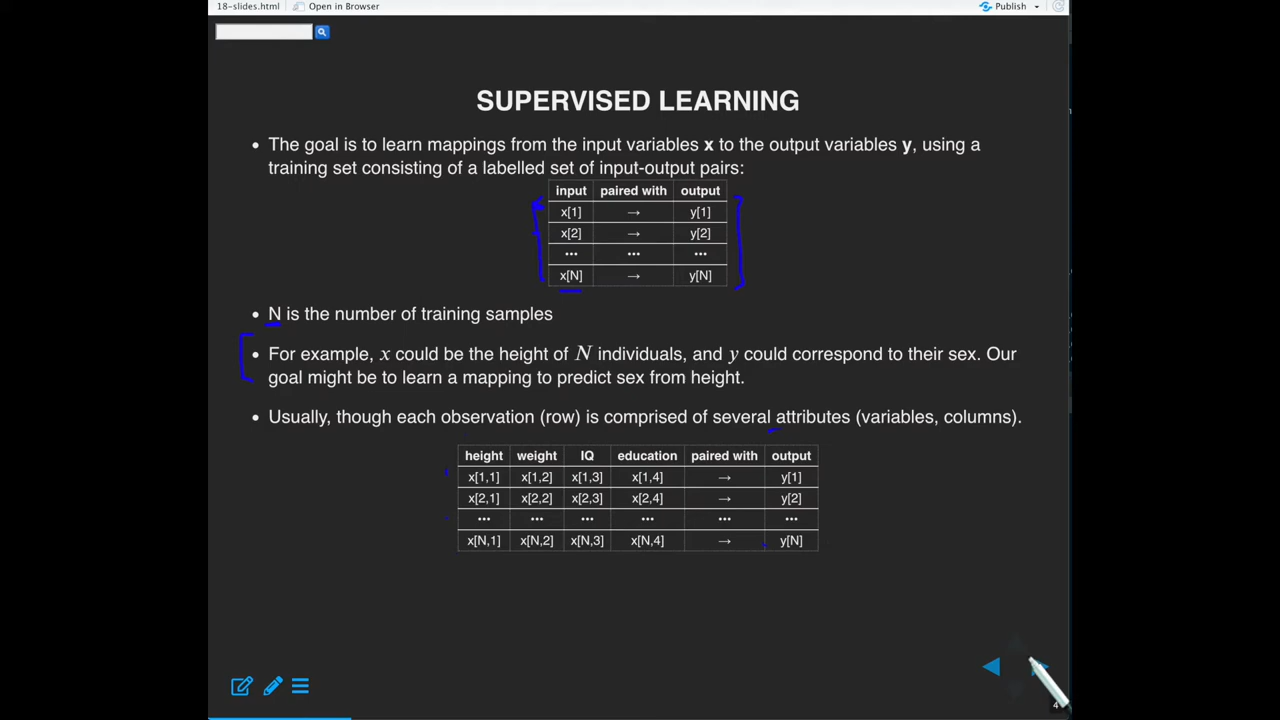 18-slides.html Open in Browser Publish
SUPERVISED LEARNING
• The goal is to learn mappings from the input variables x to the output variables y, using a
training set consisting of a labelled set of input-output pairs:
input paired with output
x[1] → y[1]
x[2] → y[2]
... ... ...
x[N] → y[N]
• N is the number of training samples
• For example, x could be the height of N individuals, and y could correspond to their sex. Our
goal might be to learn a mapping to predict sex from height.
• Usually, though each observation (row) is comprised of several attributes (variables, columns).
height weight IQ education paired with output
x[1,1] x[1,2] x[1,3] x[1,4] → y[1]
x[2,1] x[2,2] x[2,3] x[2,4] → y[2]
... ... ... ... ... ...
x[N,1] x[N,2] x[N,3] x[N,4] → y[N]
4